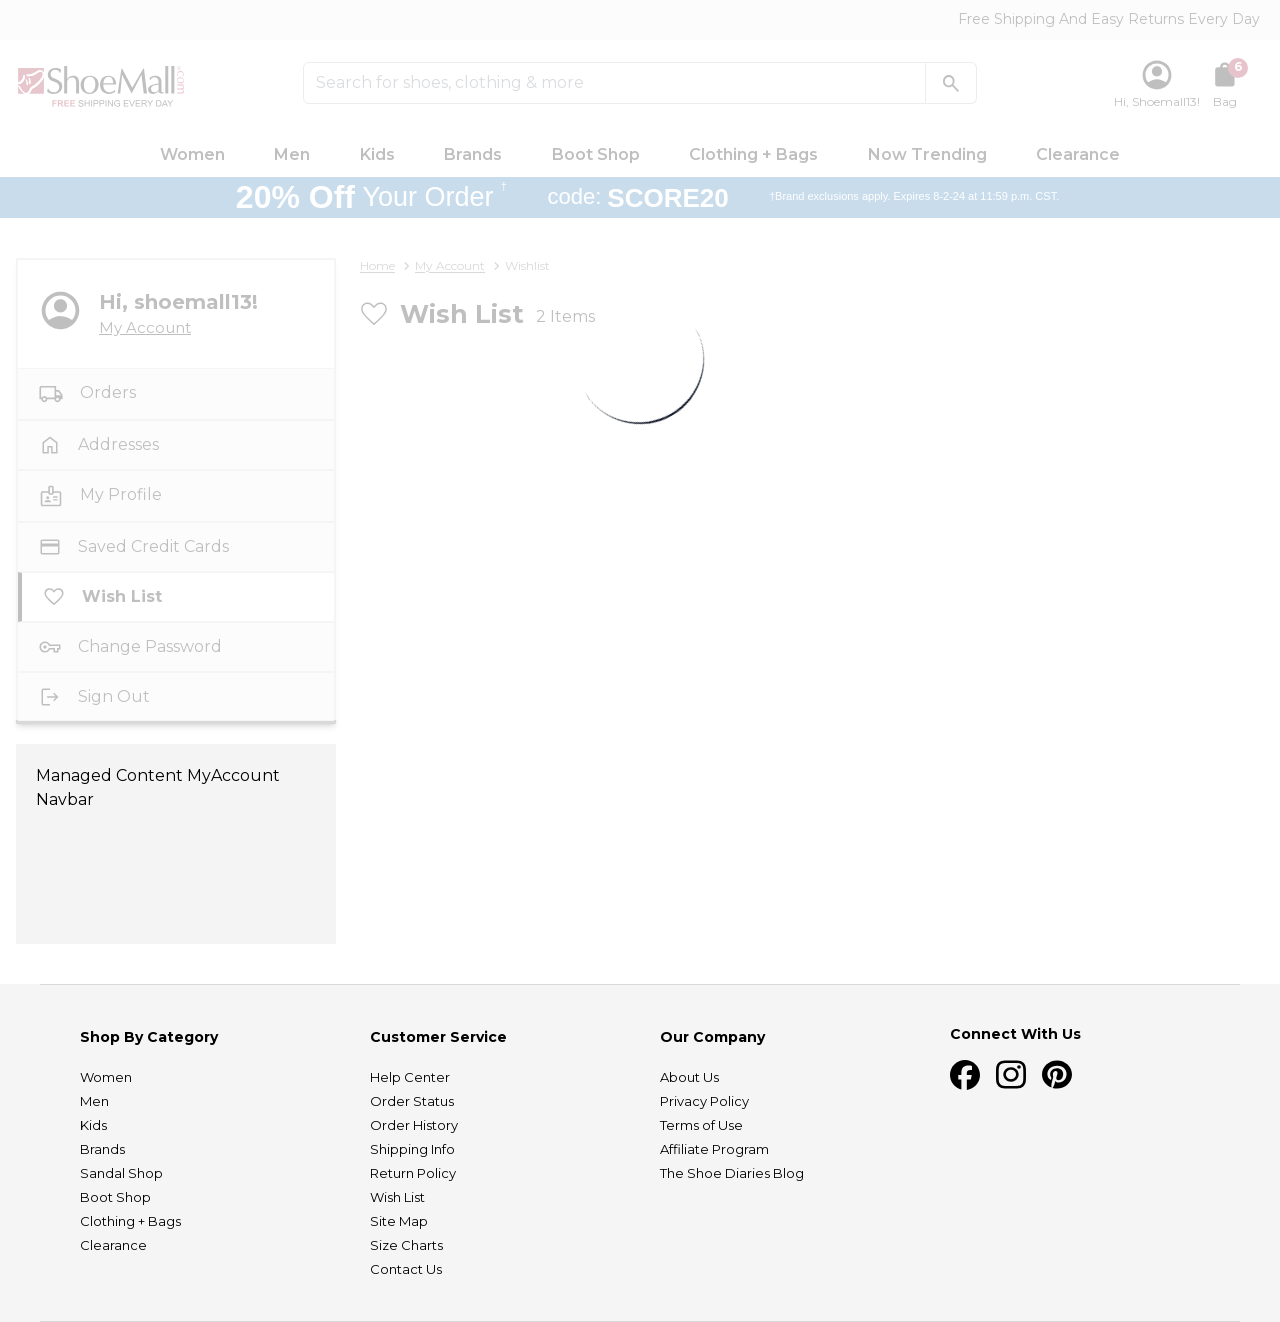 Free Shipping And Easy Returns Every Day
ShoeMall.com
FREE SHIPPING EVERY DAY
Search for shoes, clothing & more
6
Hi, Shoemall13!
Bag
Women Men Kids Brands Boot Shop Clothing + Bags Now Trending Clearance
20% Off Your Order † code: SCORE20 †Brand exclusions apply. Expires 8-2-24 at 11:59 p.m. CST.
Home > My Account > Wishlist
Hi, shoemall13!
My Account
Orders
Addresses
My Profile
Saved Credit Cards
Wish List
Change Password
Sign Out
Wish List 2 Items
Managed Content MyAccount
Navbar
Shop By Category
Women
Men
Kids
Brands
Sandal Shop
Boot Shop
Clothing + Bags
Clearance
Customer Service
Help Center
Order Status
Order History
Shipping Info
Return Policy
Wish List
Site Map
Size Charts
Contact Us
Our Company
About Us
Privacy Policy
Terms of Use
Affiliate Program
The Shoe Diaries Blog
Connect With Us